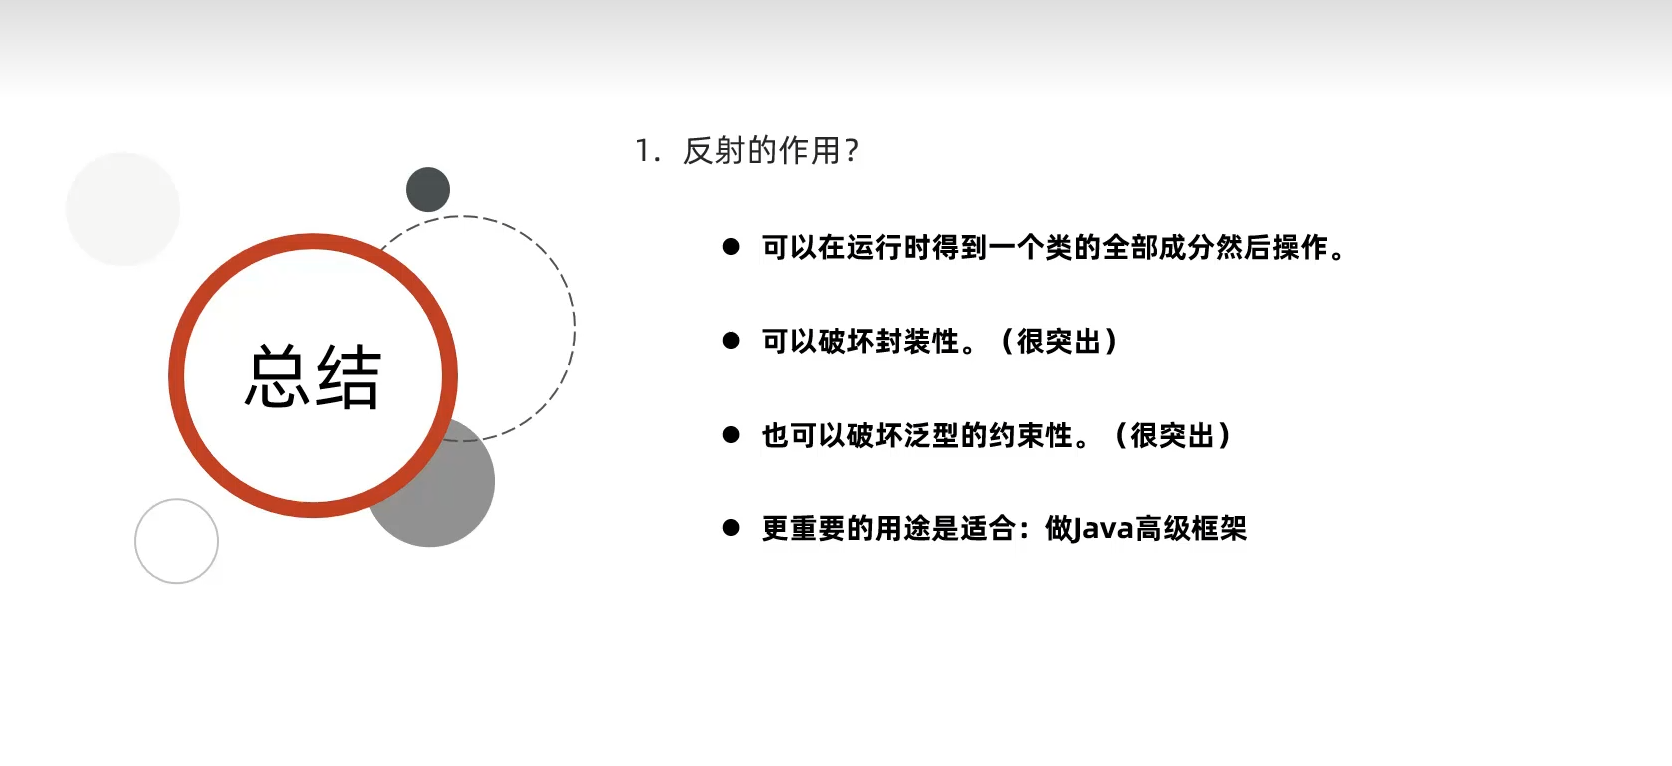 总结
1. 反射的作用？
● 可以在运行时得到一个类的全部成分然后操作。
● 可以破坏封装性。（很突出）
● 也可以破坏泛型的约束性。（很突出）
● 更重要的用途是适合：做Java高级框架